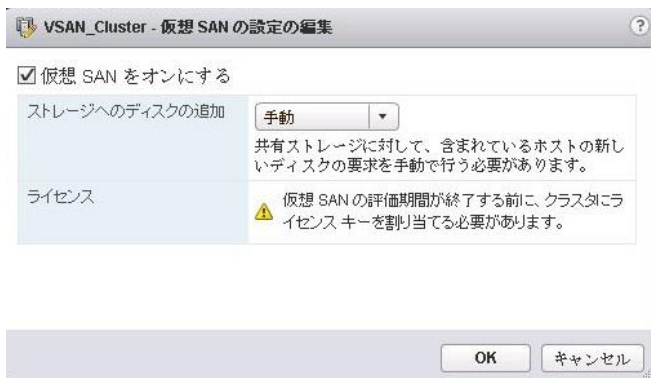 VSAN_Cluster - 仮想 SAN の設定の編集
?
仮想 SAN をオンにする
ストレージへのディスクの追加
手動
共有ストレージに対して、含まれているホストの新し
いディスクの要求を手動で行う必要があります。
ライセンス
仮想 SAN の評価期間が終了する前に、クラスタにラ
イセンス キーを割り当てる必要があります。
OK
キャンセル